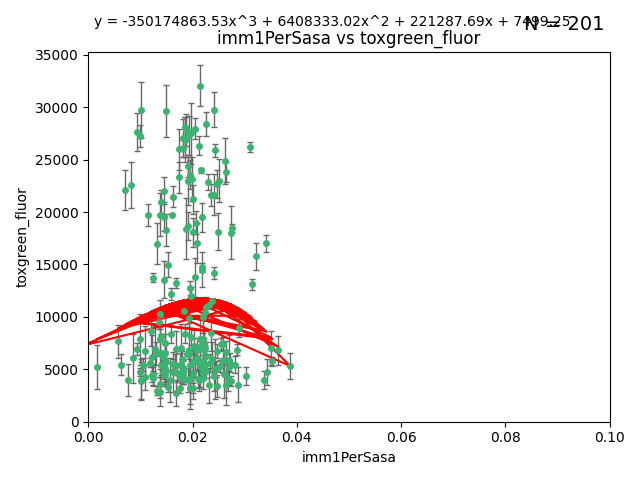 y = -350174863.53x^3 + 6408333.02x^2 + 221287.69x + 7499.25
N = 201
imm1PerSasa vs toxgreen_fluor
35000
30000
25000
20000
15000
10000
5000
0
toxgreen_fluor
0.00 0.02 0.04 0.06 0.08 0.10
imm1PerSasa